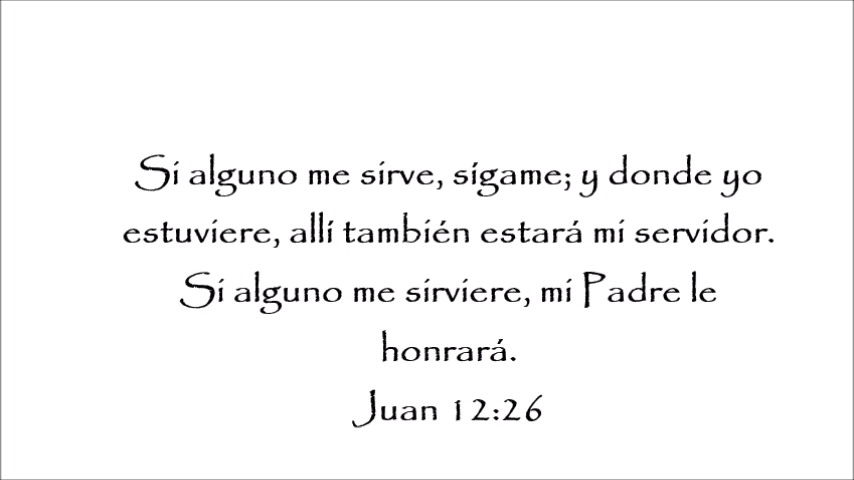 Si alguno me sirve, sígame; y donde yo
estuviere, allí también estará mi servidor.
Si alguno me sirviere, mi Padre le
honrará.
Juan 12:26